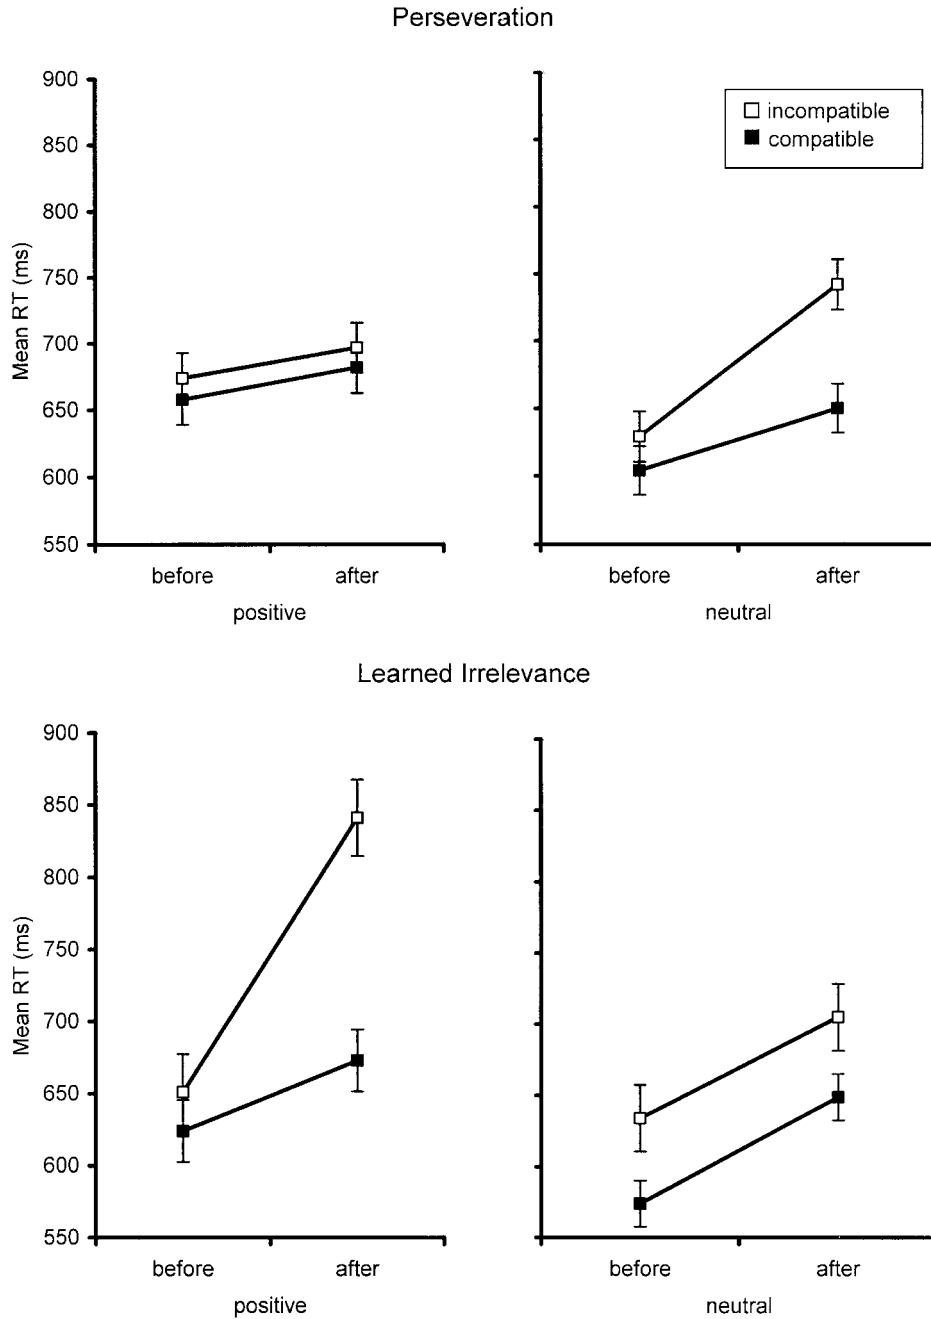 Perseveration
900
850
800
750
700
650
600
550
Mean RT (ms)
incompatible
compatible
before after
positive
before after
neutral
Learned Irrelevance
900
850
800
750
700
650
600
550
Mean RT (ms)
before after
positive
before after
neutral